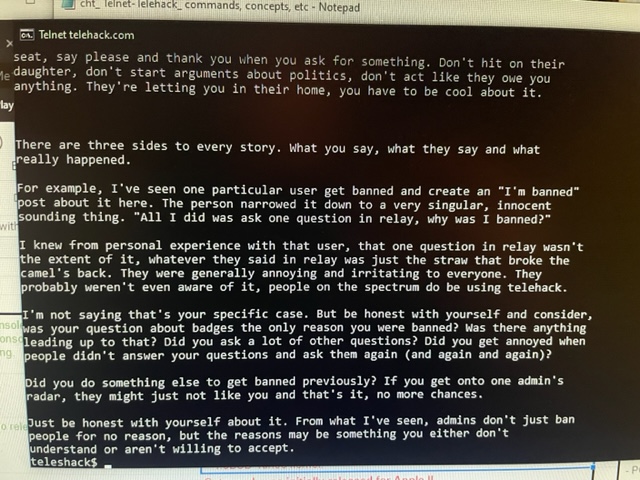 cht_ Telnet-Telehack_ commands, concepts, etc - Notepad
Telnet telehack.com
seat, say please and thank you when you ask for something. Don't hit on their
daughter, don't start arguments about politics, don't act like they owe you
anything. They're letting you in their home, you have to be cool about it.
There are three sides to every story. What you say, what they say and what
really happened.
For example, I've seen one particular user get banned and create an "I'm banned"
post about it here. The person narrowed it down to a very singular, innocent
sounding thing. "All I did was ask one question in relay, why was I banned?"
I knew from personal experience with that user, that one question in relay wasn't
the extent of it, whatever they said in relay was just the straw that broke the
camel's back. They were generally annoying and irritating to everyone. They
probably weren't even aware of it, people on the spectrum do be using telehack.
I'm not saying that's your specific case. But be honest with yourself and consider,
was your question about badges the only reason you were banned? Was there anything
leading up to that? Did you ask a lot of other questions? Did you get annoyed when
people didn't answer your questions and ask them again (and again and again)?
Did you do something else to get banned previously? If you get onto one admin's
radar, they might just not like you and that's it, no more chances.
Just be honest with yourself about it. From what I've seen, admins don't just ban
people for no reason, but the reasons may be something you either don't
understand or aren't willing to accept.
teleshack$